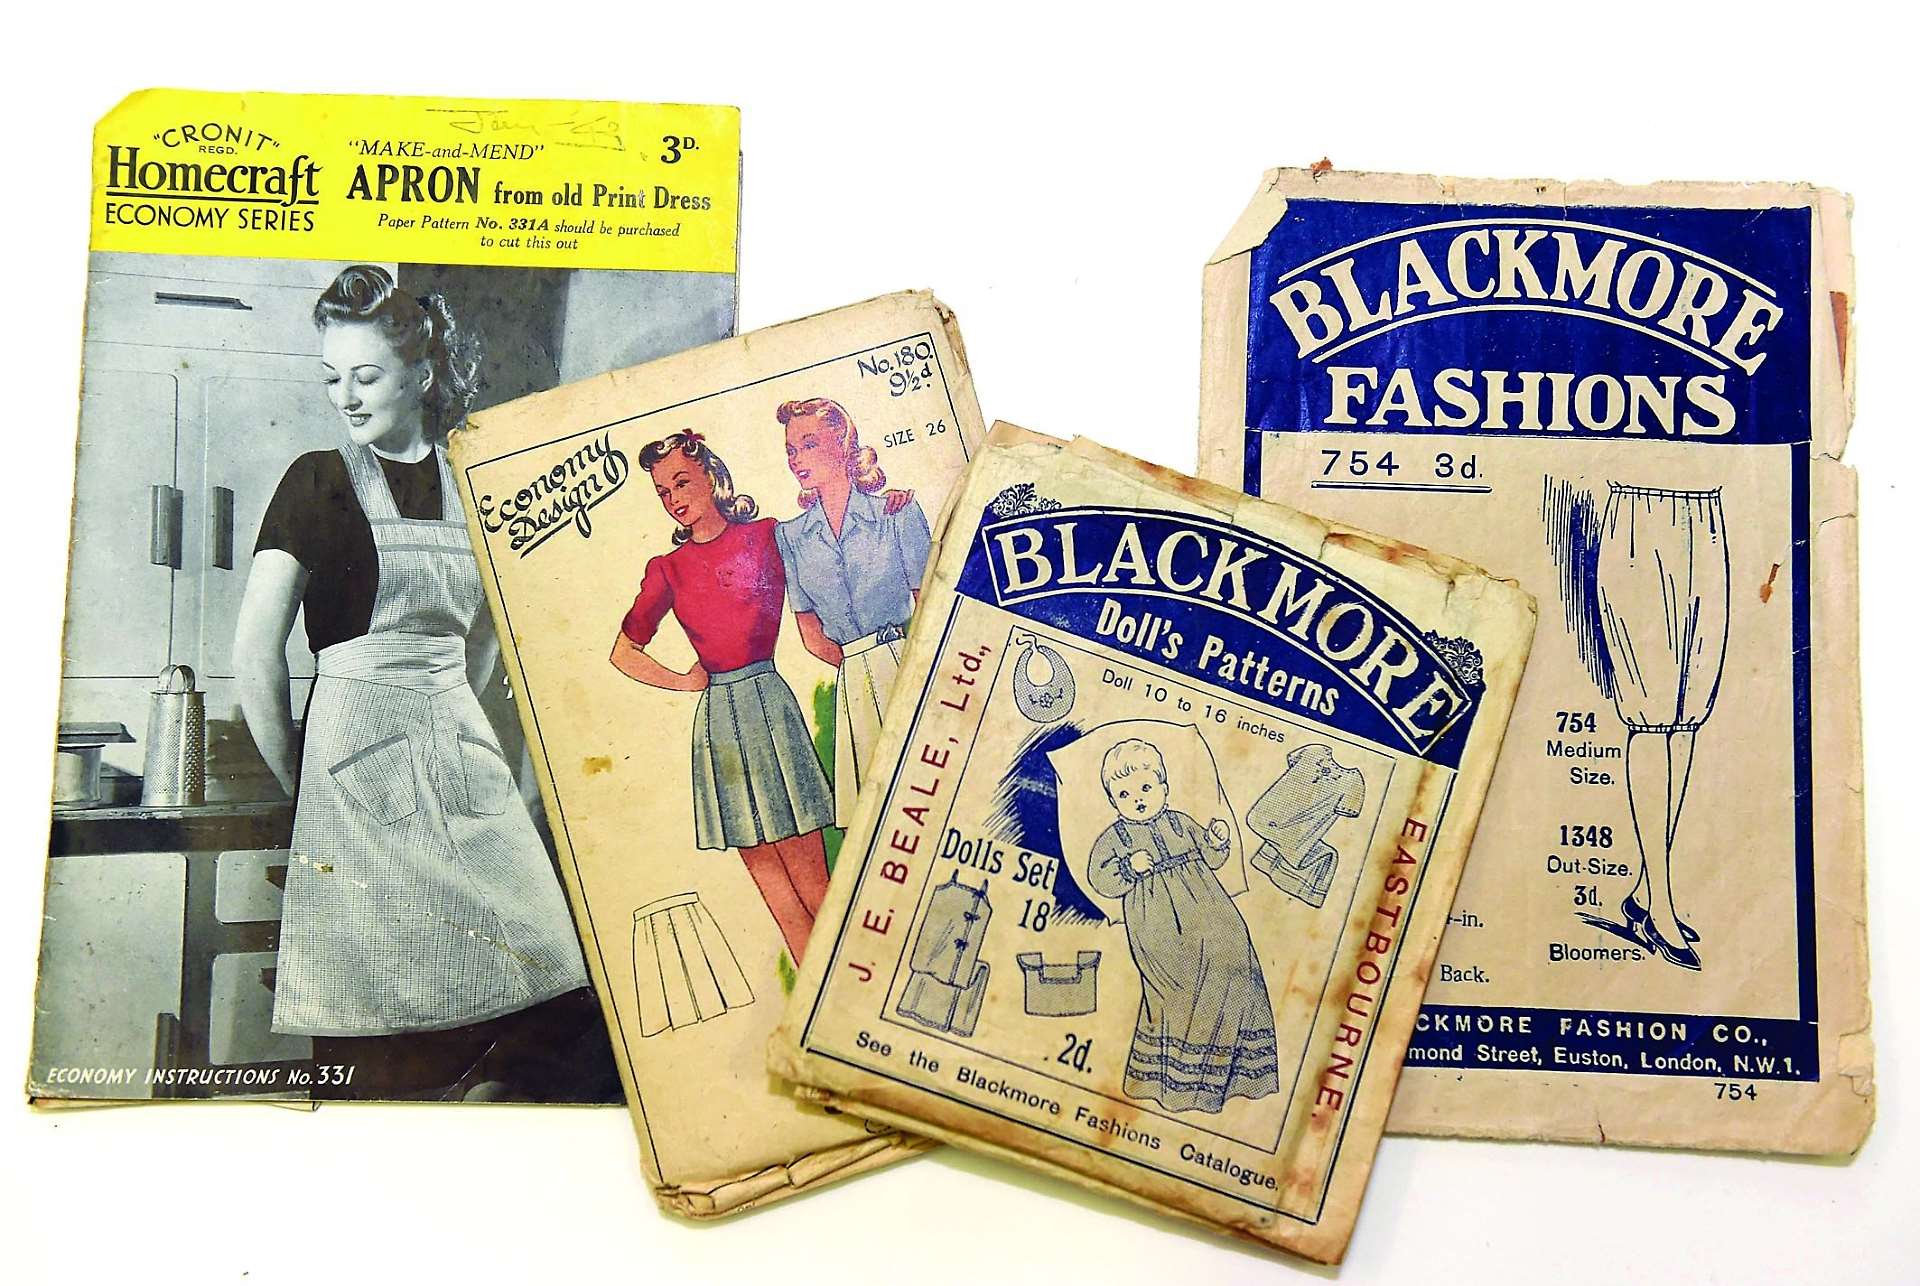 "CRONIT"
REGD.
Homecraft
ECONOMY SERIES
"MAKE-and-MEND"
3D.
APRON from old Print Dress
Paper Pattern No. 331A should be purchased
to cut this out
ECONOMY INSTRUCTIONS No. 331
Economy
Design
No. 180.
9½d.
SIZE 26
BLACKMORE
Doll's Patterns
Doll 10 to 16 inches
J. E. BEALE, Ltd.,
EASTBOURNE.
Dolls Set
18
2d.
See the Blackmore Fashions Catalogue.
BLACKMORE
FASHIONS
754 3d.
754
Medium
Size.
1348
Out-Size.
3d.
-in.
Back.
Bloomers.
CKMORE FASHION CO.,
mond Street, Euston, London, N.W.1.
754